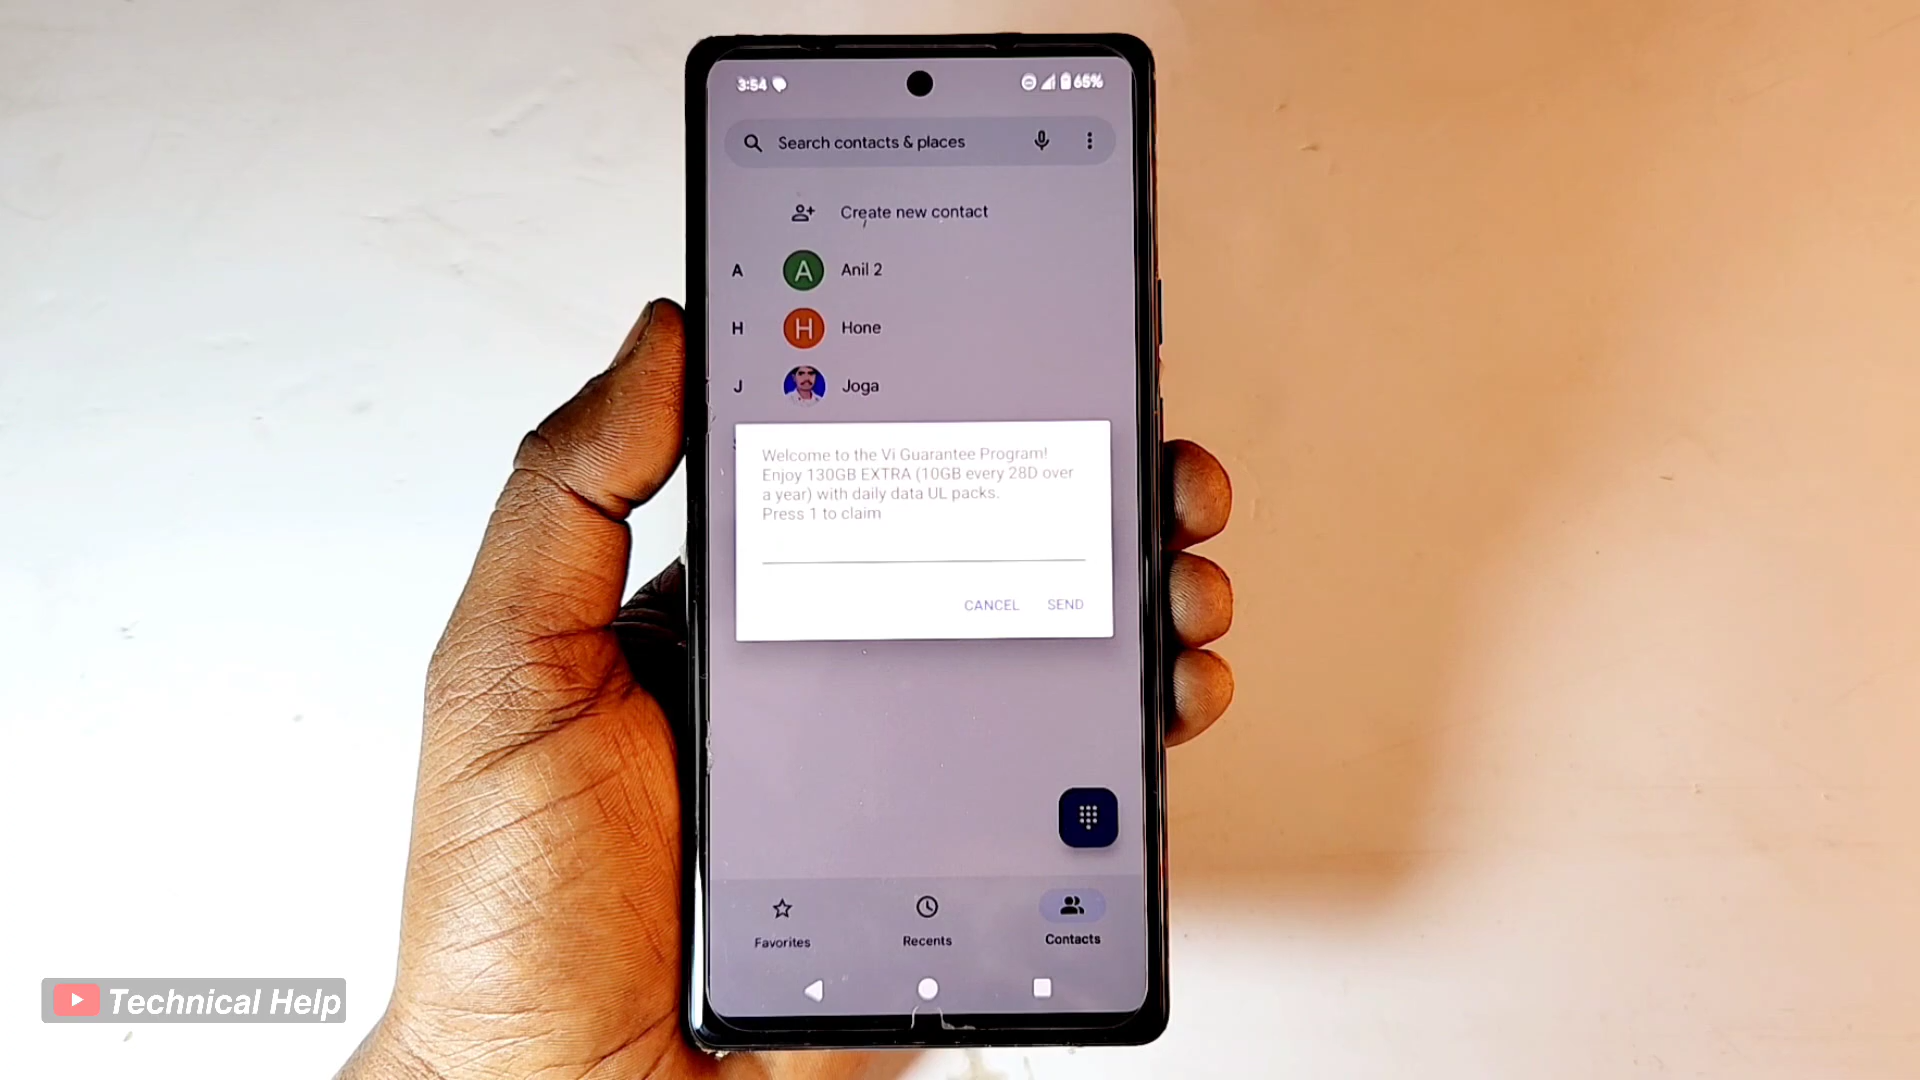 3:54
65%
Search contacts & places
Create new contact
A
A
Anil 2
H
H
Hone
J
Joga
Welcome to the Vi Guarantee Program!
Enjoy 130GB EXTRA (10GB every 28D over
a year) with daily data UL packs.
Press 1 to claim
CANCEL
SEND
Favorites
Recents
Contacts
Technical Help